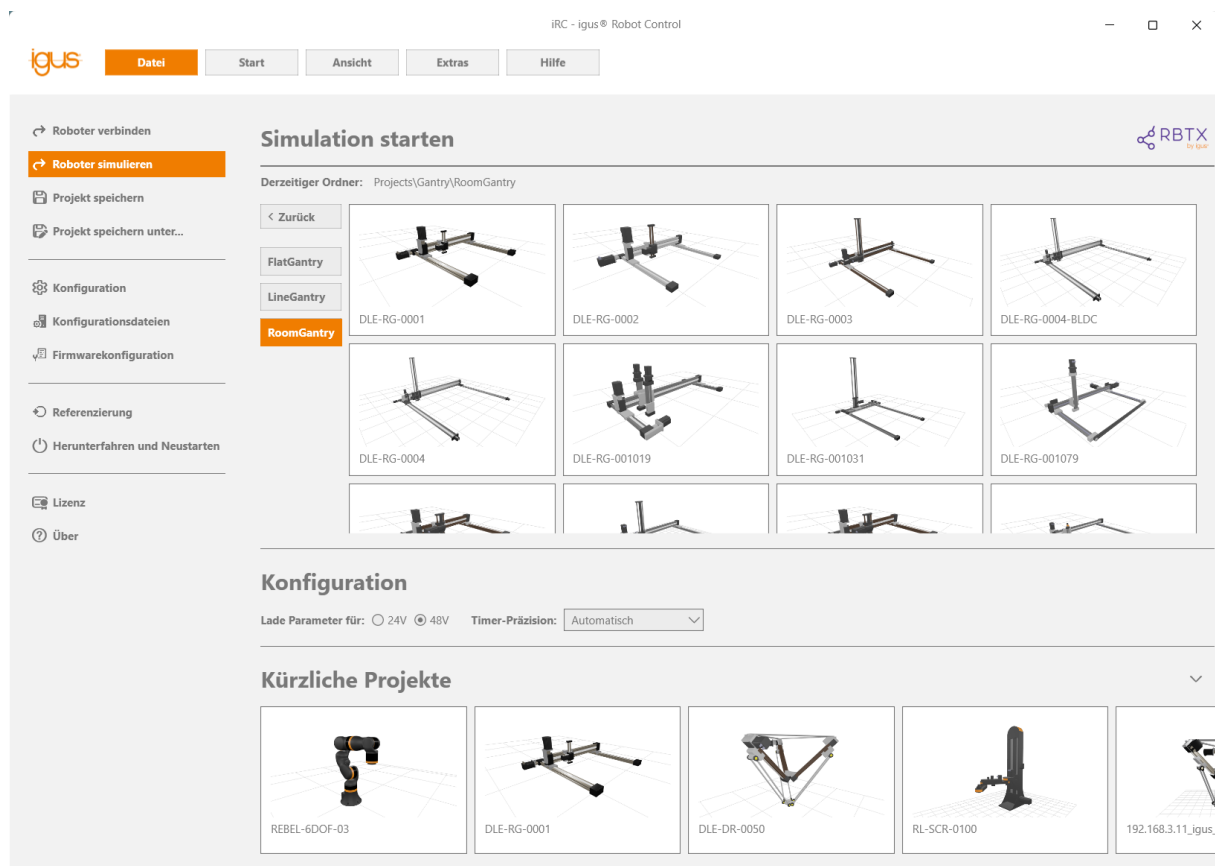 iRC - igus® Robot Control
igus
Datei
Start
Ansicht
Extras
Hilfe
Roboter verbinden
Roboter simulieren
Projekt speichern
Projekt speichern unter...
Konfiguration
Konfigurationsdateien
Firmwarekonfiguration
Referenzierung
Herunterfahren und Neustarten
Lizenz
Über
Simulation starten
RBTX
by igus
Derzeitiger Ordner: Projects\Gantry\RoomGantry
< Zurück
FlatGantry
LineGantry
RoomGantry
DLE-RG-0001
DLE-RG-0002
DLE-RG-0003
DLE-RG-0004-BLDC
DLE-RG-0004
DLE-RG-001019
DLE-RG-001031
DLE-RG-001079
Konfiguration
Lade Parameter für: 24V 48V Timer-Präzision: Automatisch
Kürzliche Projekte
REBEL-6DOF-03
DLE-RG-0001
DLE-DR-0050
RL-SCR-0100
192.168.3.11_igus_